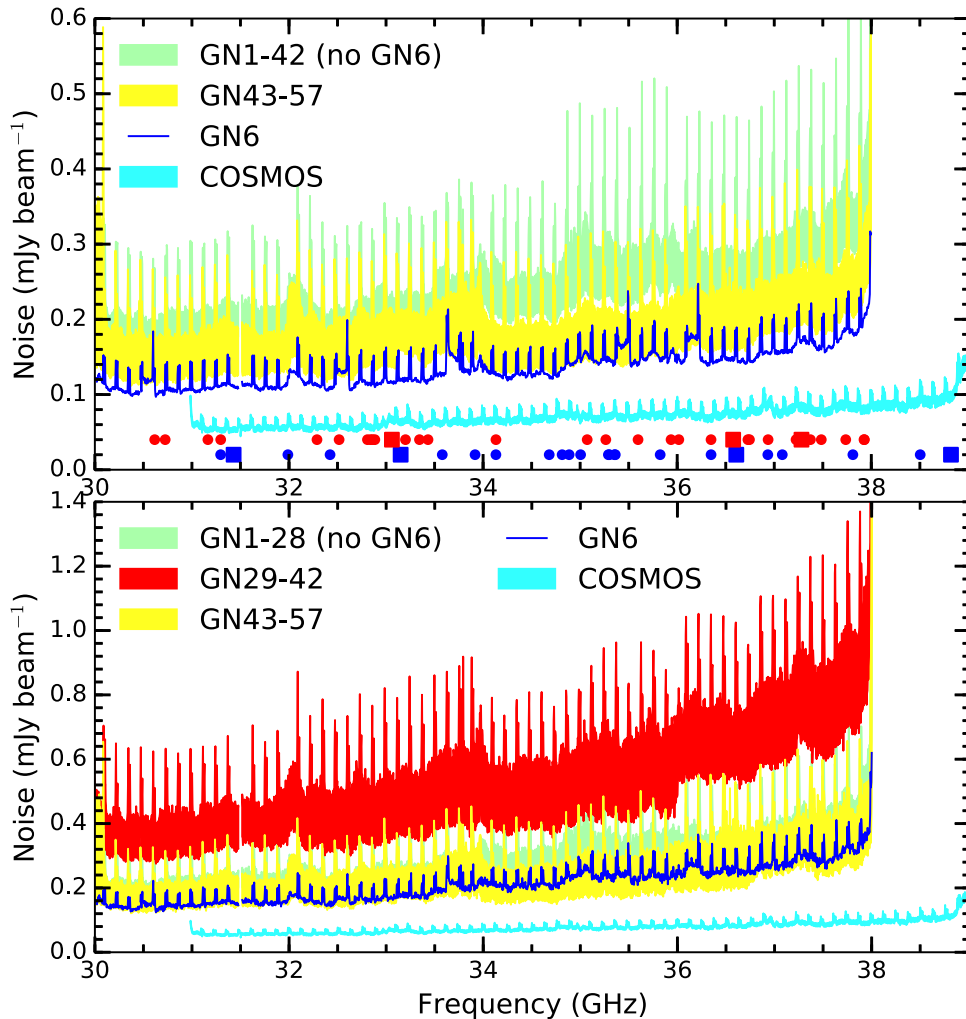 0.6
0.5
0.4
0.3
0.2
0.1
0.0
Noise (mJy beam⁻¹)
GN1-42 (no GN6)
GN43-57
GN6
COSMOS
30 32 34 36 38
1.4
1.2
1.0
0.8
0.6
0.4
0.2
0.0
Noise (mJy beam⁻¹)
GN1-28 (no GN6)
GN29-42
GN43-57
GN6
COSMOS
30 32 34 36 38
Frequency (GHz)